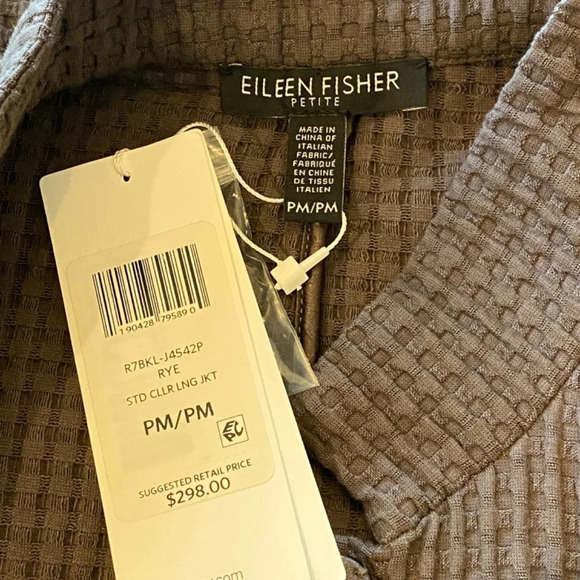 EILEEN FISHER
PETITE
MADE IN
CHINA OF
ITALIAN
FABRIC/
FABRIQUÉ
EN CHINE
DE TISSU
ITALIEN
PM/PM
1 90428 79589 0
R7BKL-J4542P
RYE
STD CLLR LNG JKT
PM/PM
SUGGESTED RETAIL PRICE
$298.00